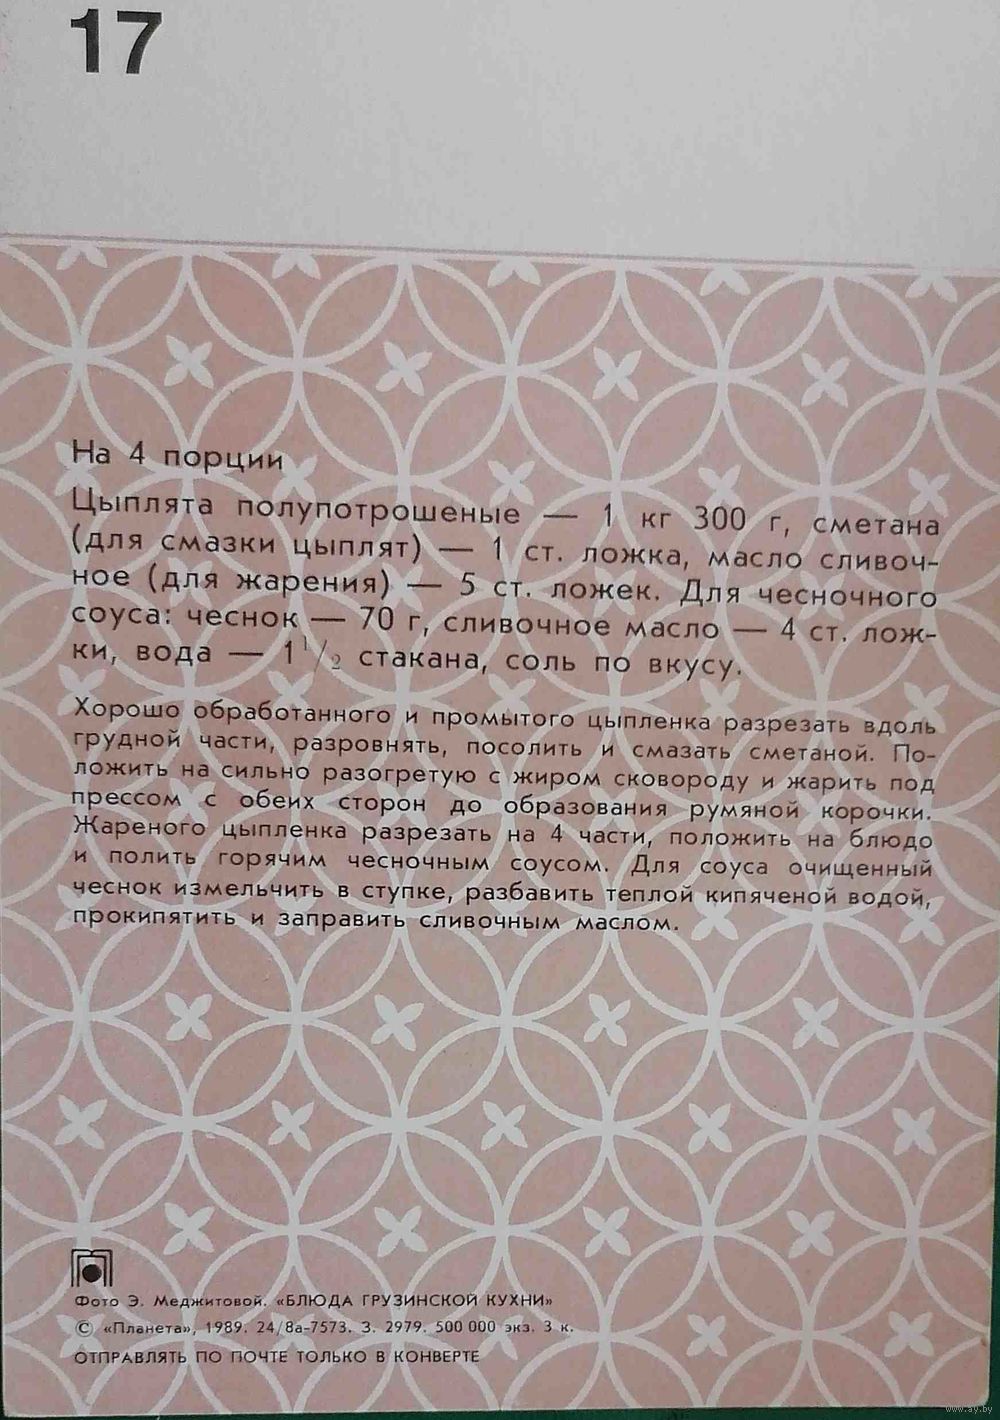 17
На 4 порции
Цыплята полупотрошеные — 1 кг 300 г, сметана
(для смазки цыплят) — 1 ст. ложка, масло сливоч-
ное (для жарения) — 5 ст. ложек. Для чесночного
соуса: чеснок — 70 г, сливочное масло — 4 ст. лож-
ки, вода — 1 1/2 стакана, соль по вкусу.
Хорошо обработанного и промытого цыпленка разрезать вдоль
грудной части, разровнять, посолить и смазать сметаной. По-
ложить на сильно разогретую с жиром сковороду и жарить под
прессом с обеих сторон до образования румяной корочки.
Жареного цыпленка разрезать на 4 части, положить на блюдо
и полить горячим чесночным соусом. Для соуса очищенный
чеснок измельчить в ступке, разбавить теплой кипяченой водой,
прокипятить и заправить сливочным маслом.
Фото Э. Меджитовой. «БЛЮДА ГРУЗИНСКОЙ КУХНИ»
© «Планета», 1989. 24/8а-7573. З. 2979. 500 000 экз. 3 к.
ОТПРАВЛЯТЬ ПО ПОЧТЕ ТОЛЬКО В КОНВЕРТЕ
www.ay.by